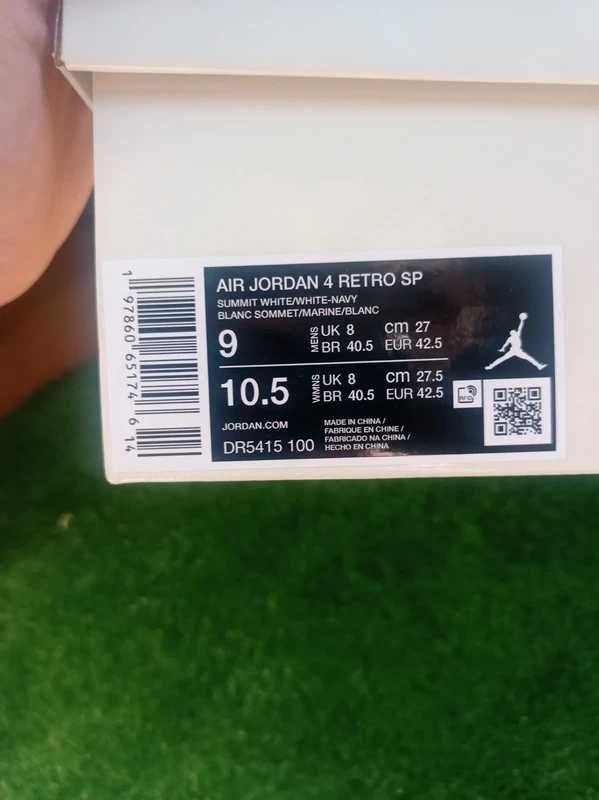 AIR JORDAN 4 RETRO SP
SUMMIT WHITE/WHITE-NAVY
BLANC SOMMET/MARINE/BLANC
9 MENS UK 8 cm 27
BR 40.5 EUR 42.5
10.5 WMNS UK 8 cm 27.5
BR 40.5 EUR 42.5
RFID
JORDAN.COM
DR5415 100
MADE IN CHINA /
FABRIQUE EN CHINE /
FABRICADO NA CHINA /
HECHO EN CHINA
1 97860 65174 6 14